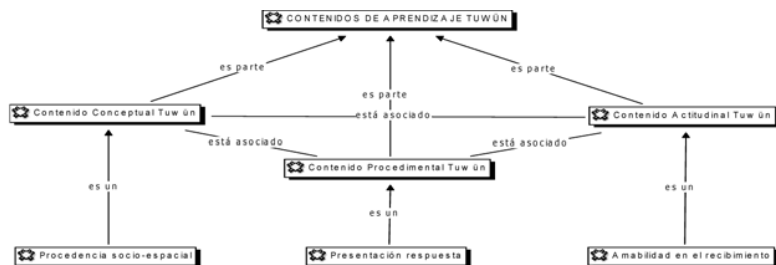 CONTENIDOS DE APRENDIZAJE TUWÜN
es parte
es parte
es parte
Contenido Conceptual Tuwün
está asociado
Contenido Actitudinal Tuwün
está asociado
está asociado
Contenido Procedimental Tuwün
es un
es un
es un
Procedencia socio-espacial
Presentación respuesta
Amabilidad en el recibimiento